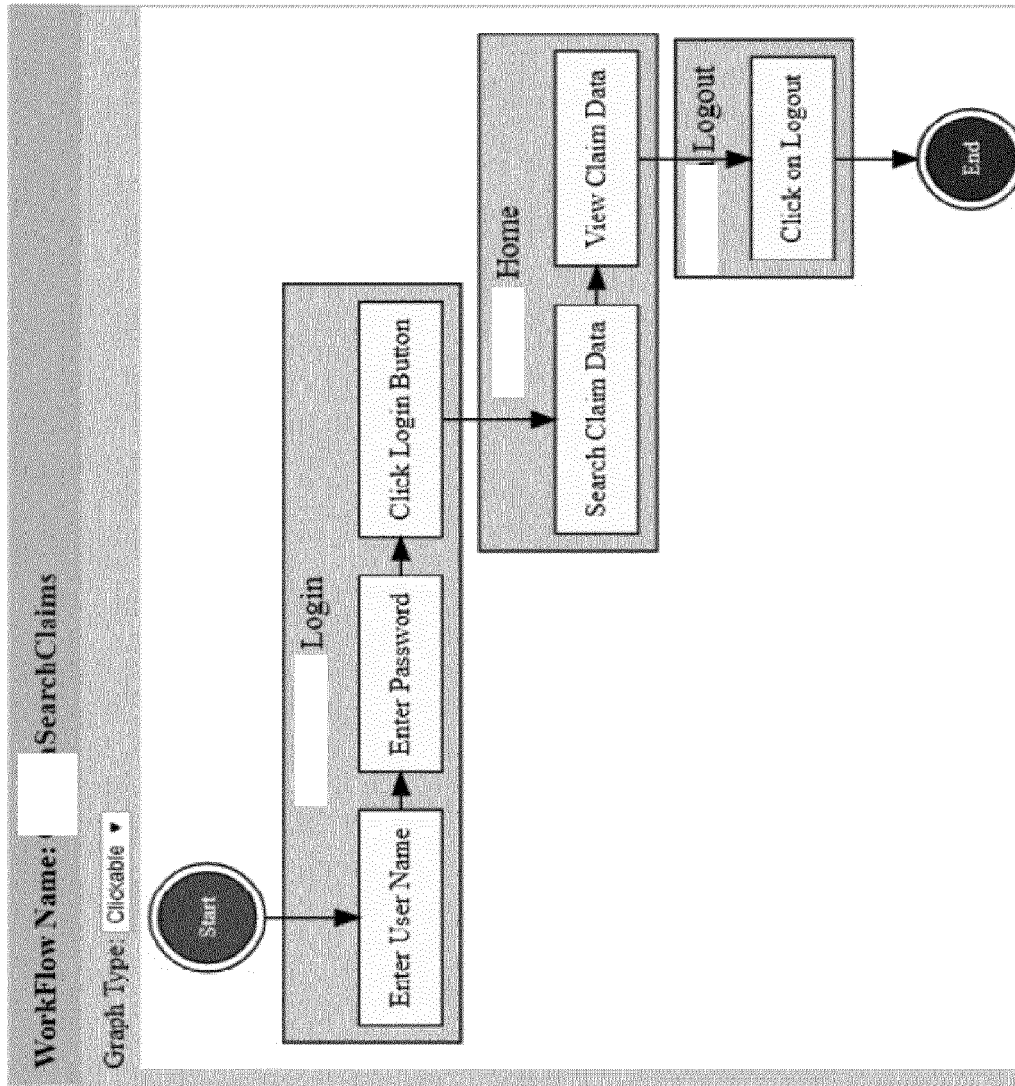 WorkFlow Name: SearchClaims
Graph Type: Clickable
Start
Login
Enter User Name
Enter Password
Click Login Button
Home
Search Claim Data
View Claim Data
Logout
Click on Logout
End